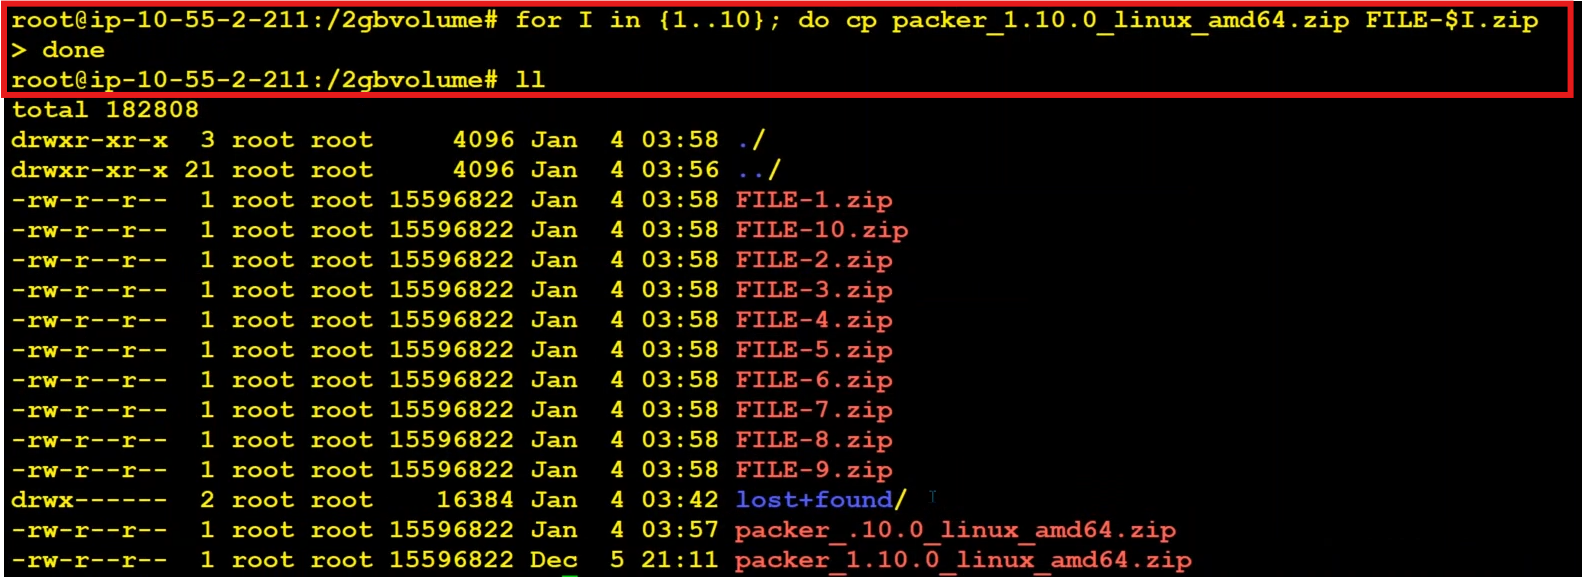 root@ip-10-55-2-211:/2gbvolume# for I in {1..10}; do cp packer_1.10.0_linux_amd64.zip FILE-$I.zip
> done
root@ip-10-55-2-211:/2gbvolume# ll
total 182808
drwxr-xr-x  3 root root     4096 Jan  4 03:58 ./
drwxr-xr-x 21 root root     4096 Jan  4 03:56 ../
-rw-r--r--  1 root root 15596822 Jan  4 03:58 FILE-1.zip
-rw-r--r--  1 root root 15596822 Jan  4 03:58 FILE-10.zip
-rw-r--r--  1 root root 15596822 Jan  4 03:58 FILE-2.zip
-rw-r--r--  1 root root 15596822 Jan  4 03:58 FILE-3.zip
-rw-r--r--  1 root root 15596822 Jan  4 03:58 FILE-4.zip
-rw-r--r--  1 root root 15596822 Jan  4 03:58 FILE-5.zip
-rw-r--r--  1 root root 15596822 Jan  4 03:58 FILE-6.zip
-rw-r--r--  1 root root 15596822 Jan  4 03:58 FILE-7.zip
-rw-r--r--  1 root root 15596822 Jan  4 03:58 FILE-8.zip
-rw-r--r--  1 root root 15596822 Jan  4 03:58 FILE-9.zip
drwx------  2 root root    16384 Jan  4 03:42 lost+found/
-rw-r--r--  1 root root 15596822 Jan  4 03:57 packer_.10.0_linux_amd64.zip
-rw-r--r--  1 root root 15596822 Dec  5 21:11 packer_1.10.0_linux_amd64.zip